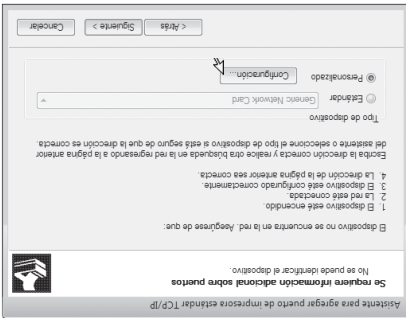 Asistente para agregar puerto de impresora estándar TCP/IP
Se requiere información adicional sobre puertos
No se puede identificar el dispositivo.
El dispositivo no se encuentra en la red. Asegúrese de que:
1. El dispositivo esté encendido.
2. La red esté conectada.
3. El dispositivo esté configurado correctamente.
4. La dirección de la página anterior sea correcta.
Escriba la dirección correcta y realice otra búsqueda en la red regresando a la página anterior
del asistente o seleccione el tipo de dispositivo si está seguro de que la dirección es correcta.
Tipo de dispositivo
Estándar
Generic Network Card
Personalizado
Configuración...
< Atrás
Siguiente >
Cancelar